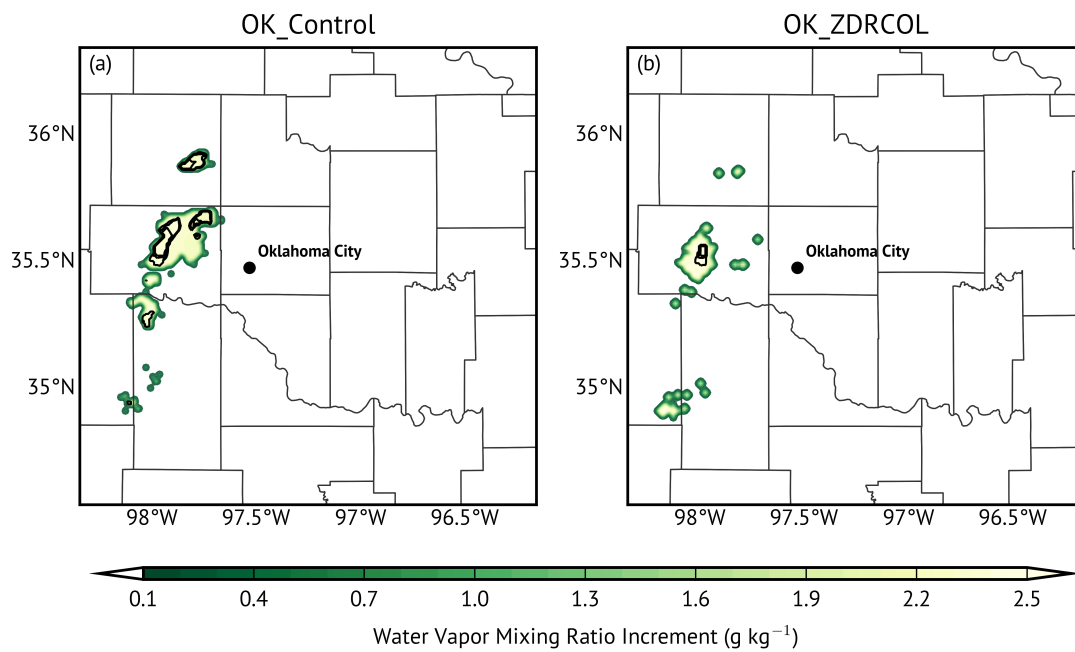 OK_Control
OK_ZDRCOL
(a)
(b)
36°N
36°N
Oklahoma City
Oklahoma City
35.5°N
35.5°N
35°N
35°N
98°W 97.5°W 97°W 96.5°W
98°W 97.5°W 97°W 96.5°W
0.1 0.4 0.7 1.0 1.3 1.6 1.9 2.2 2.5
Water Vapor Mixing Ratio Increment (g kg⁻¹)